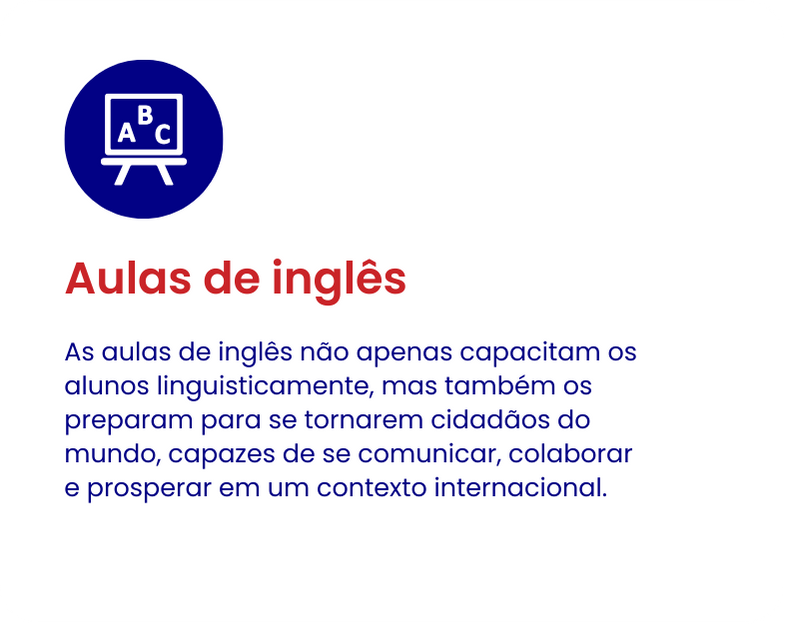 A B C
Aulas de inglês
As aulas de inglês não apenas capacitam os
alunos linguisticamente, mas também os
preparam para se tornarem cidadãos do
mundo, capazes de se comunicar, colaborar
e prosperar em um contexto internacional.